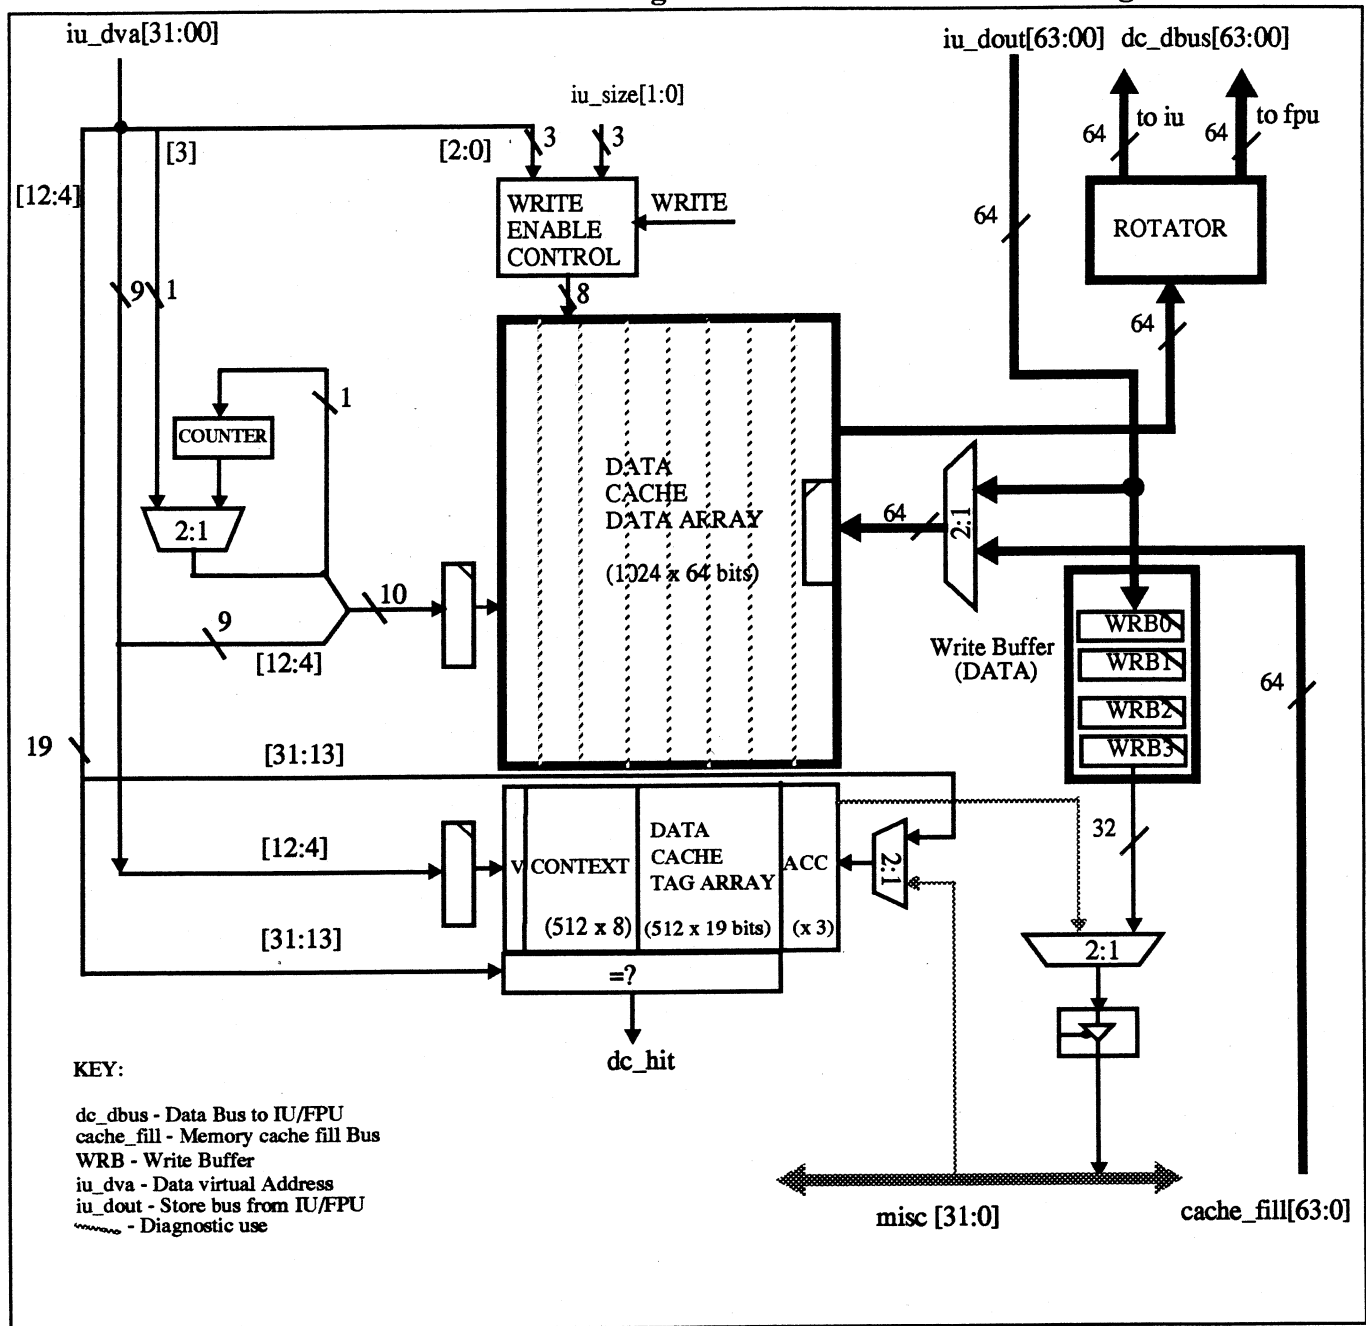 iu_dva[31:00]
iu_dout[63:00]
dc_dbus[63:00]
iu_size[1:0]
to iu
to fpu
64
64
[3]
[2:0]
3
3
[12:4]
WRITE
ENABLE
CONTROL
WRITE
64
ROTATOR
9
1
8
64
1
COUNTER
2:1
DATA
CACHE
DATA ARRAY
(1024 x 64 bits)
64
2:1
10
9
[12:4]
Write Buffer
(DATA)
WRB0
WRB1
WRB2
WRB3
64
19
[31:13]
32
[12:4]
V
CONTEXT
(512 x 8)
DATA
CACHE
TAG ARRAY
(512 x 19 bits)
ACC
(x 3)
2:1
[31:13]
=?
2:1
dc_hit
KEY:
dc_dbus - Data Bus to IU/FPU
cache_fill - Memory cache fill Bus
WRB - Write Buffer
iu_dva - Data virtual Address
iu_dout - Store bus from IU/FPU
- Diagnostic use
misc [31:0]
cache_fill[63:0]